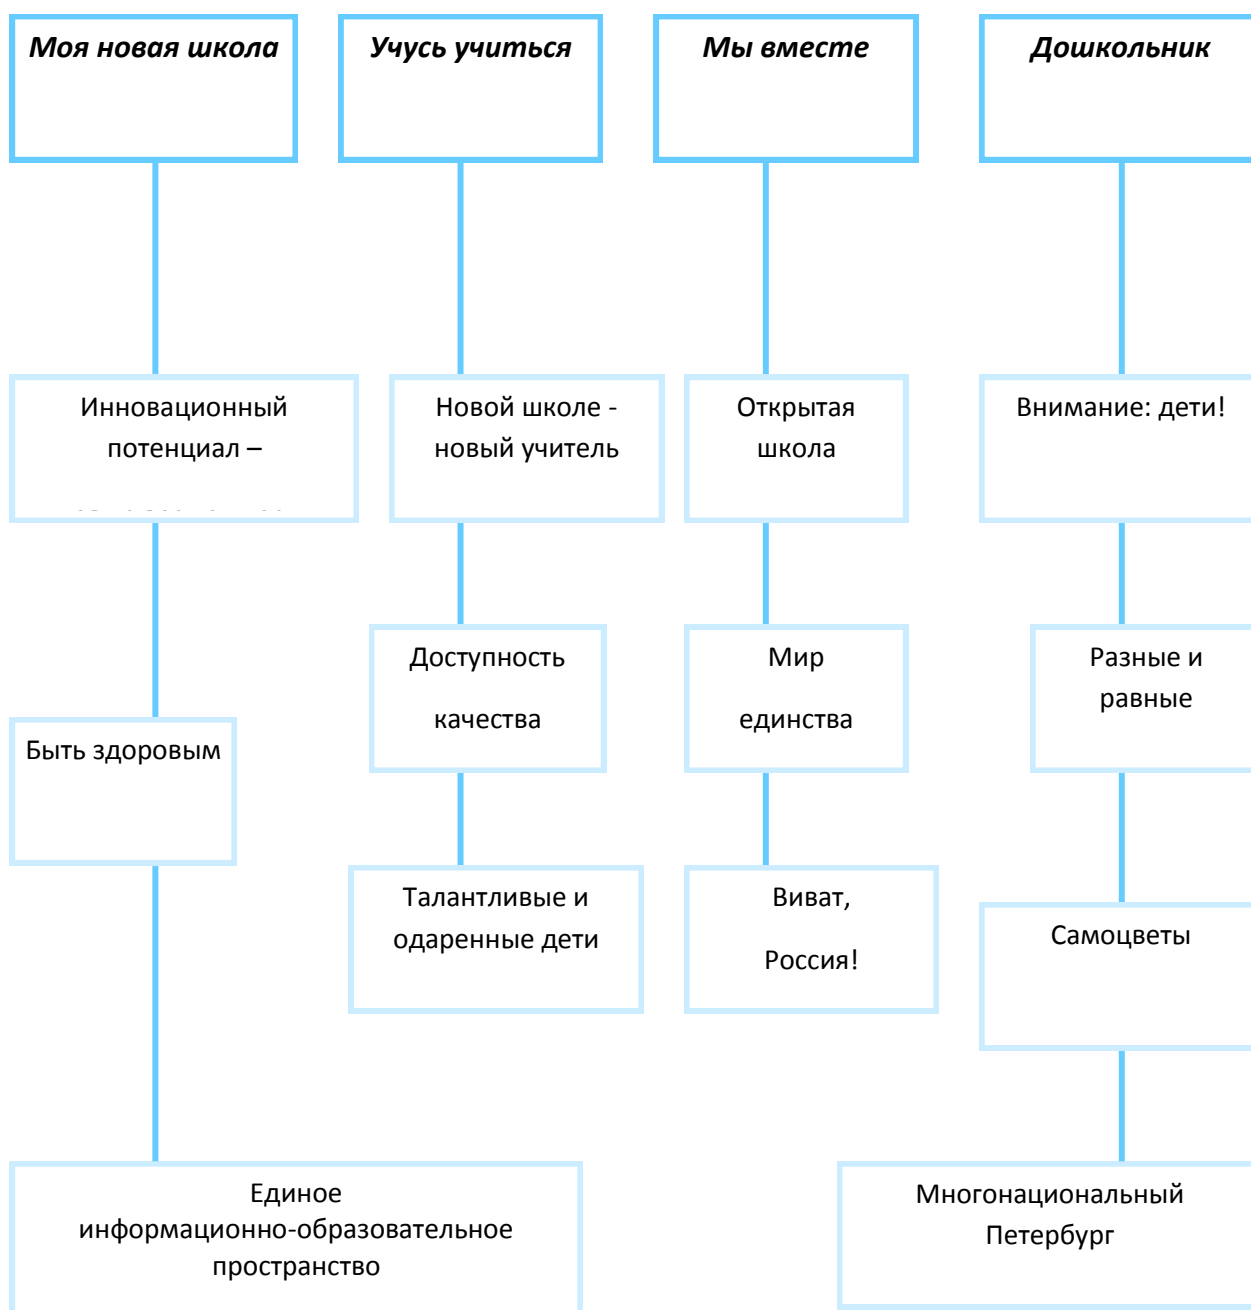 Моя новая школа
Учусь учиться
Мы вместе
Дошкольник
Инновационный
потенциал –
Новой школе -
новый учитель
Открытая
школа
Внимание: дети!
Доступность
качества
Мир
единства
Разные и
равные
Быть здоровым
Талантливые и
одаренные дети
Виват,
Россия!
Самоцветы
Единое
информационно-образовательное
пространство
Многонациональный
Петербург